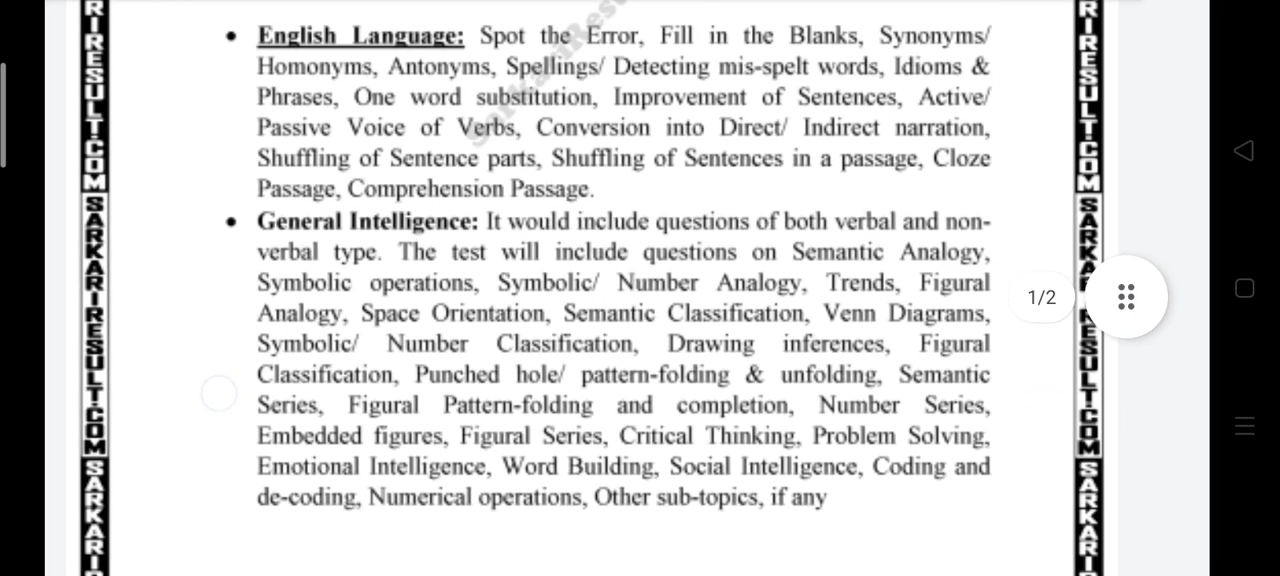 • English Language: Spot the Error, Fill in the Blanks, Synonyms/
Homonyms, Antonyms, Spellings/ Detecting mis-spelt words, Idioms &
Phrases, One word substitution, Improvement of Sentences, Active/
Passive Voice of Verbs, Conversion into Direct/ Indirect narration,
Shuffling of Sentence parts, Shuffling of Sentences in a passage, Cloze
Passage, Comprehension Passage.
• General Intelligence: It would include questions of both verbal and non-
verbal type. The test will include questions on Semantic Analogy,
Symbolic operations, Symbolic/ Number Analogy, Trends, Figural
Analogy, Space Orientation, Semantic Classification, Venn Diagrams,
Symbolic/ Number Classification, Drawing inferences, Figural
Classification, Punched hole/ pattern-folding & unfolding, Semantic
Series, Figural Pattern-folding and completion, Number Series,
Embedded figures, Figural Series, Critical Thinking, Problem Solving,
Emotional Intelligence, Word Building, Social Intelligence, Coding and
de-coding, Numerical operations, Other sub-topics, if any
1/2
RIRESULT.COM SARKARIRESULT.COM SARKARI
RIRESULT.COM SARKARIRESULT.COM SARKARI